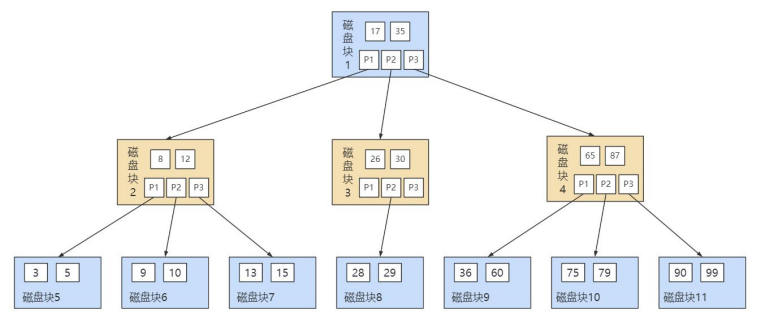 磁盘块1
17 35
P1 P2 P3
磁盘块2
8 12
P1 P2 P3
磁盘块3
26 30
P1 P2 P3
磁盘块4
65 87
P1 P2 P3
3 5
磁盘块5
9 10
磁盘块6
13 15
磁盘块7
28 29
磁盘块8
36 60
磁盘块9
75 79
磁盘块10
90 99
磁盘块11